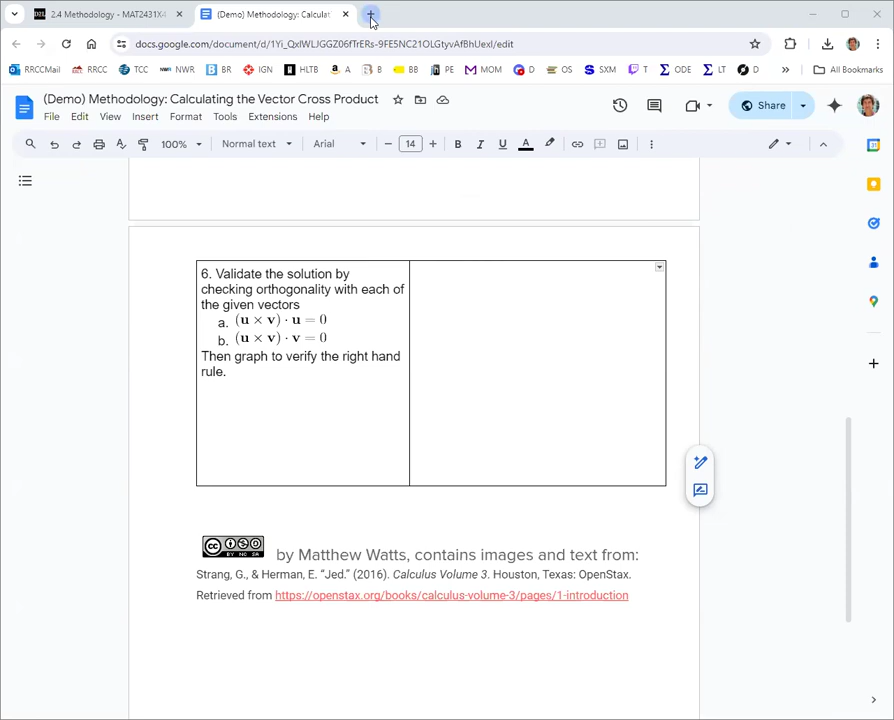 2.4 Methodology - MAT2431X4
(Demo) Methodology: Calculat
docs.google.com/document/d/1Yi_QxlWLJGGZ06fTrERs-9FE5NC21OLGtyvAfBhUexI/edit
RRCCMail RRCC TCC NWR BR IGN HLTB A B BB PE MOM D OS SXM T ODE LT D All Bookmarks
(Demo) Methodology: Calculating the Vector Cross Product
File Edit View Insert Format Tools Extensions Help
Share
100% Normal text Arial 14 B I U A
6. Validate the solution by
checking orthogonality with each of
the given vectors
a. (u × v) · u = 0
b. (u × v) · v = 0
Then graph to verify the right hand
rule.
CC BY NC SA by Matthew Watts, contains images and text from:
Strang, G., & Herman, E. “Jed.” (2016). Calculus Volume 3. Houston, Texas: OpenStax.
Retrieved from https://openstax.org/books/calculus-volume-3/pages/1-introduction